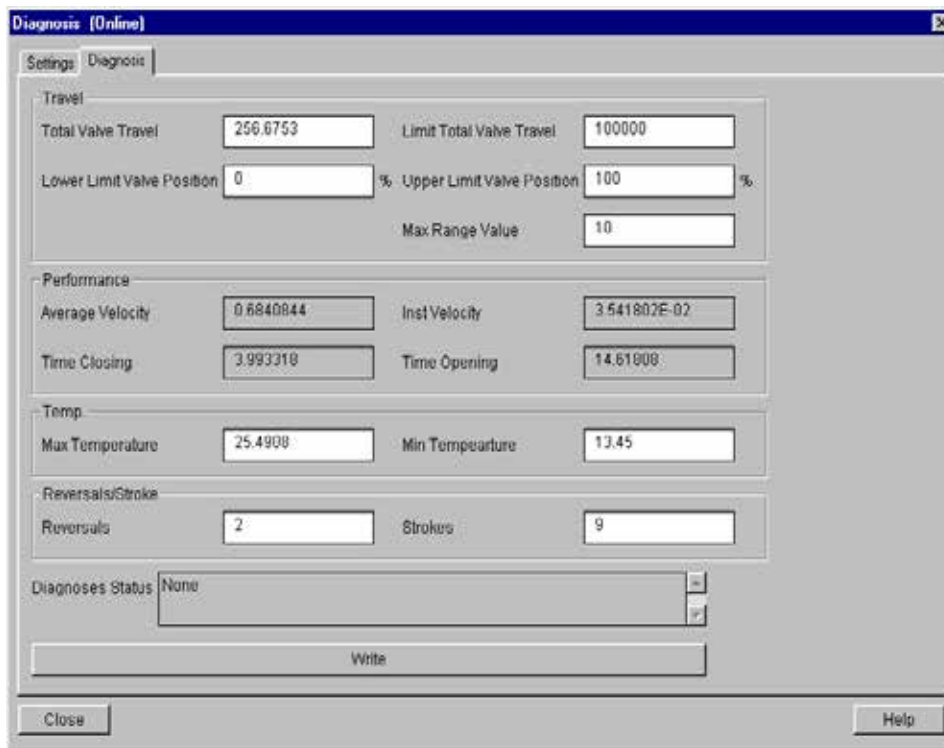 Diagnosis (Online)
Settings Diagnosis
Travel
Total Valve Travel 256.6753 Limit Total Valve Travel 100000
Lower Limit Valve Position 0 % Upper Limit Valve Position 100 %
Max Range Value 10
Performance
Average Velocity 0.6840844 Inst Velocity 3.541802E-02
Time Closing 3.993318 Time Opening 14.61808
Temp.
Max Temperature 25.4908 Min Tempearture 13.45
Reversals/Stroke
Reversals 2 Strokes 9
Diagnoses Status None
Write
Close Help